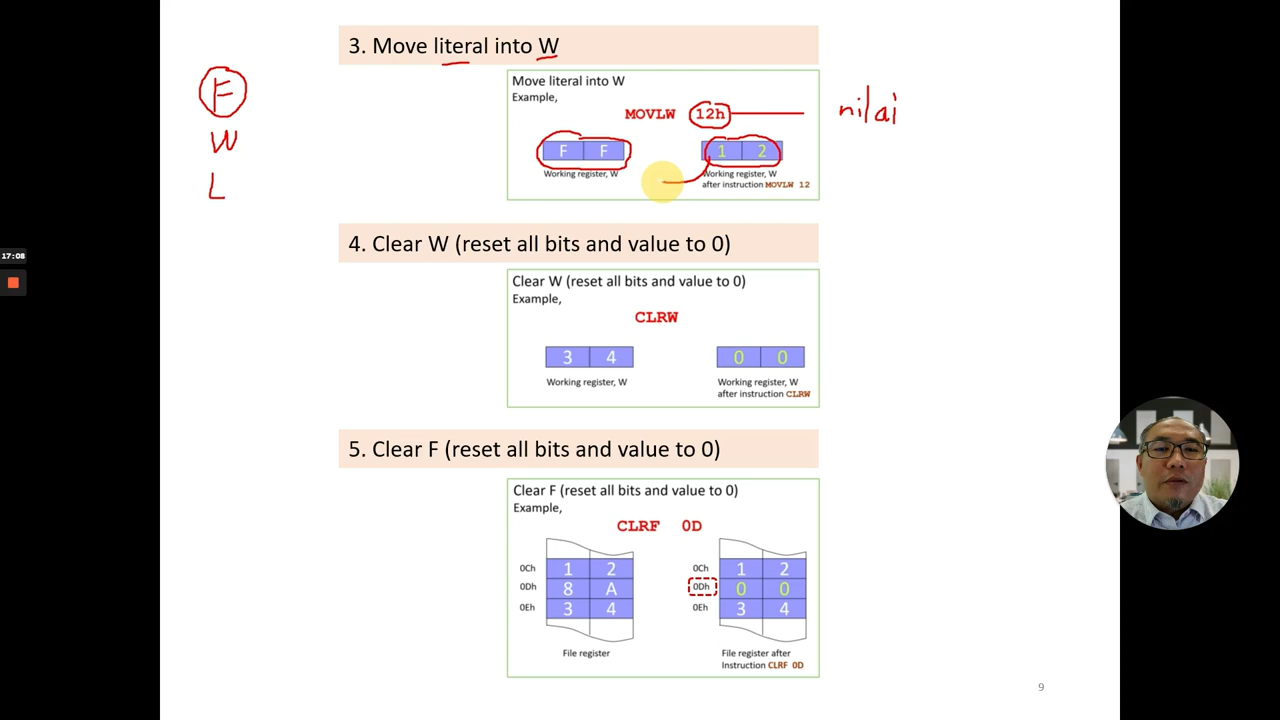 3. Move literal into W
F
W
L
Move literal into W
Example,
MOVLW 12h
nilai
F F
1 2
Working register, W
Working register, W
after instruction MOVLW 12
17:08
4. Clear W (reset all bits and value to 0)
Clear W (reset all bits and value to 0)
Example,
CLRW
3 4
0 0
Working register, W
Working register, W
after instruction CLRW
5. Clear F (reset all bits and value to 0)
Clear F (reset all bits and value to 0)
Example,
CLRF 0D
0Ch 1 2
0Dh 8 A
0Eh 3 4
File register
0Ch 1 2
0Dh 0 0
0Eh 3 4
File register after
Instruction CLRF 0D
9